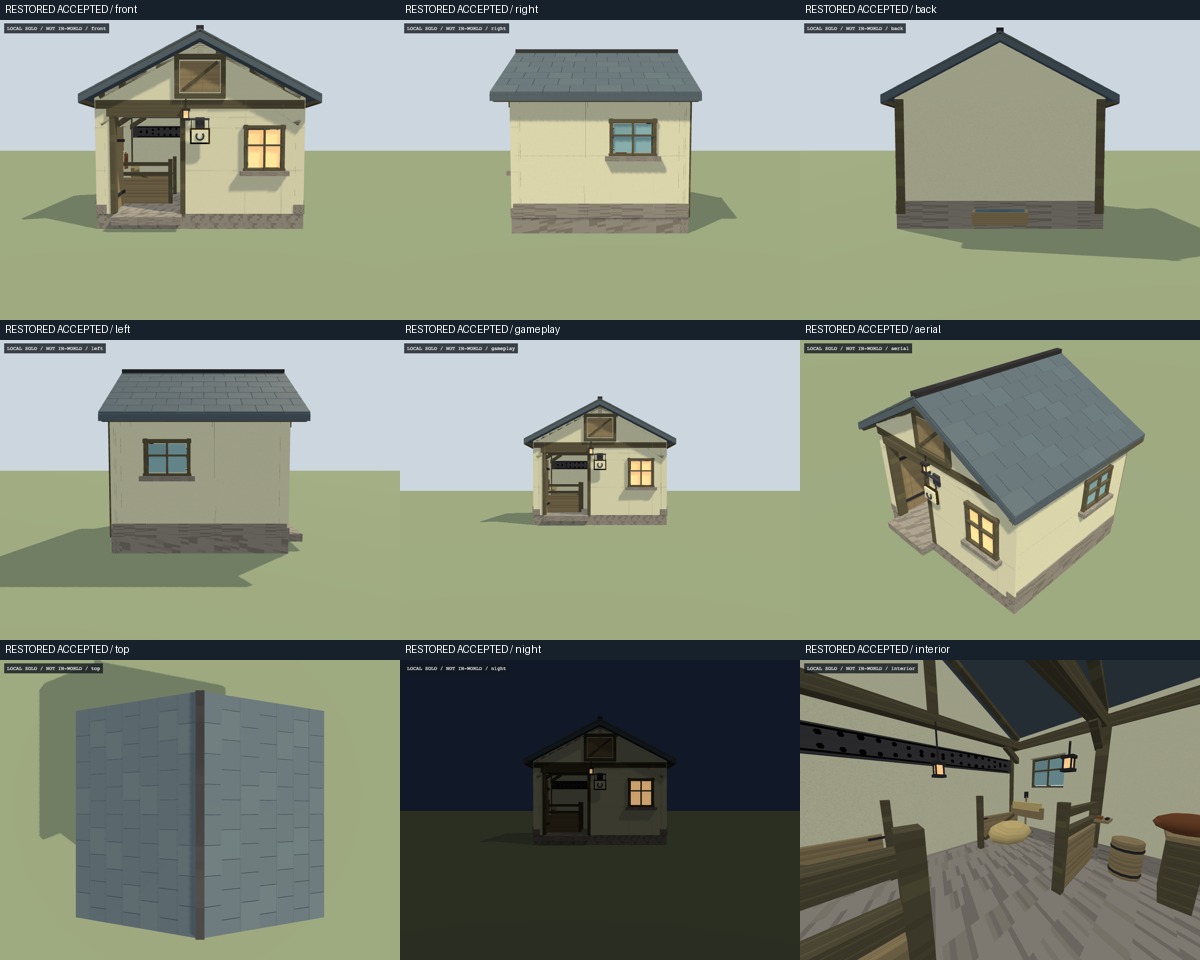 RESTORED ACCEPTED / front
RESTORED ACCEPTED / right
RESTORED ACCEPTED / back
LOCAL SOLO / NOT IN-WORLD / front
LOCAL SOLO / NOT IN-WORLD / right
LOCAL SOLO / NOT IN-WORLD / back
RESTORED ACCEPTED / left
RESTORED ACCEPTED / gameplay
RESTORED ACCEPTED / aerial
LOCAL SOLO / NOT IN-WORLD / left
LOCAL SOLO / NOT IN-WORLD / gameplay
LOCAL SOLO / NOT IN-WORLD / aerial
RESTORED ACCEPTED / top
RESTORED ACCEPTED / night
RESTORED ACCEPTED / interior
LOCAL SOLO / NOT IN-WORLD / top
LOCAL SOLO / NOT IN-WORLD / night
LOCAL SOLO / NOT IN-WORLD / interior